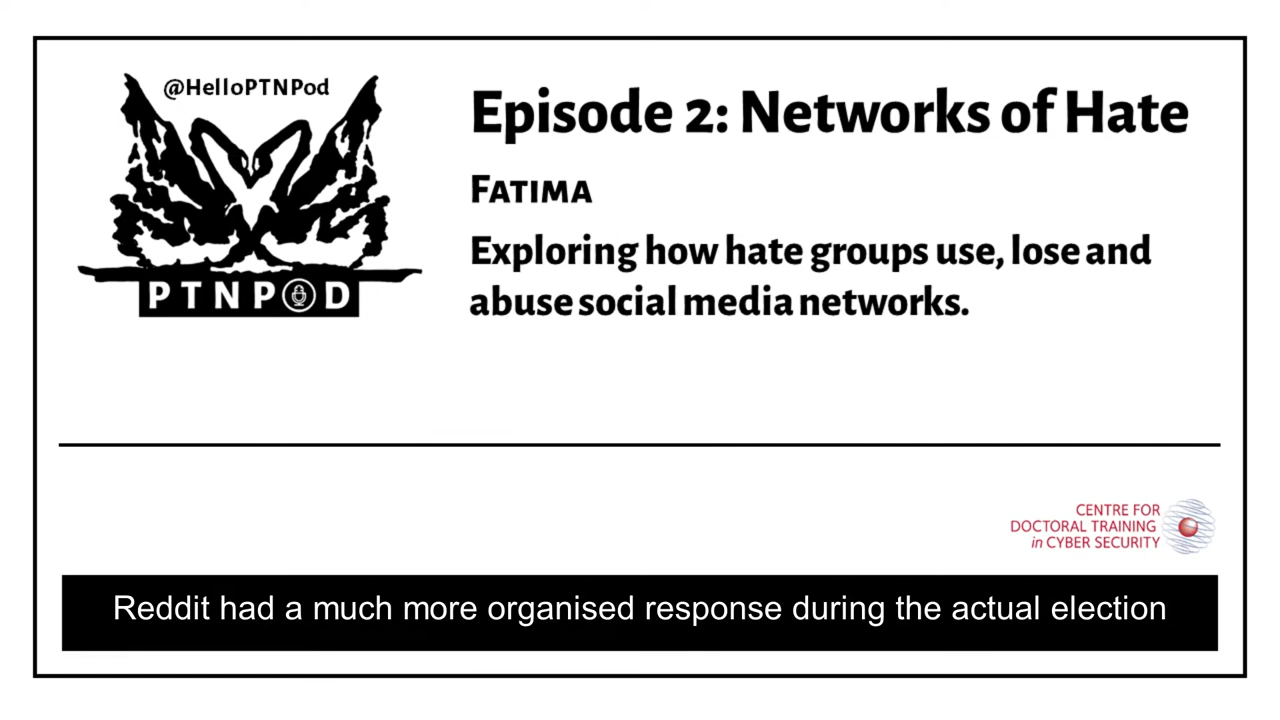 @HelloPTNPod
PTNPOD
Episode 2: Networks of Hate
Fatima
Exploring how hate groups use, lose and
abuse social media networks.
CENTRE FOR
DOCTORAL TRAINING
in CYBER SECURITY
Reddit had a much more organised response during the actual election